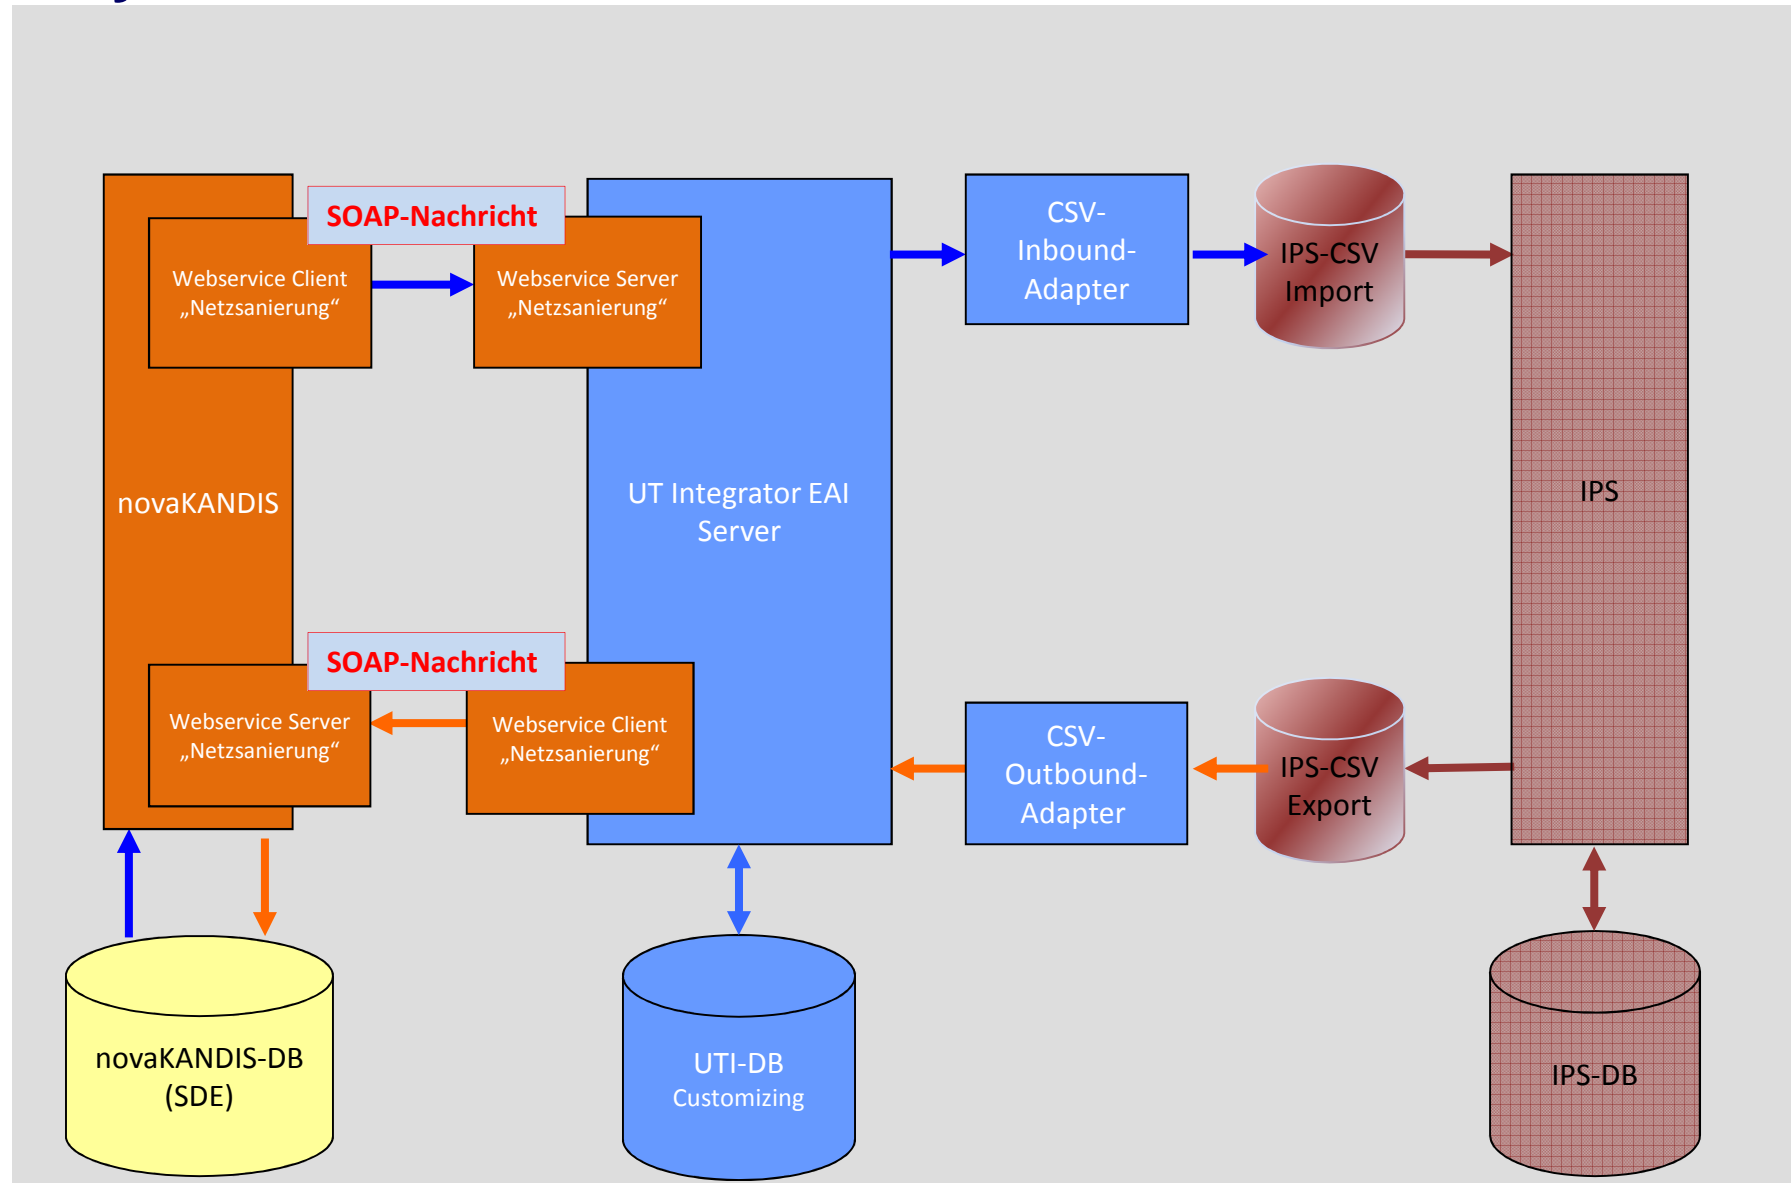 SOAP-Nachricht
Webservice Client
„Netzsanierung“
Webservice Server
„Netzsanierung“
CSV-
Inbound-
Adapter
IPS-CSV
Import
novaKANDIS
UT Integrator EAI
Server
IPS
SOAP-Nachricht
Webservice Server
„Netzsanierung“
Webservice Client
„Netzsanierung“
CSV-
Outbound-
Adapter
IPS-CSV
Export
novaKANDIS-DB
(SDE)
UTI-DB
Customizing
IPS-DB